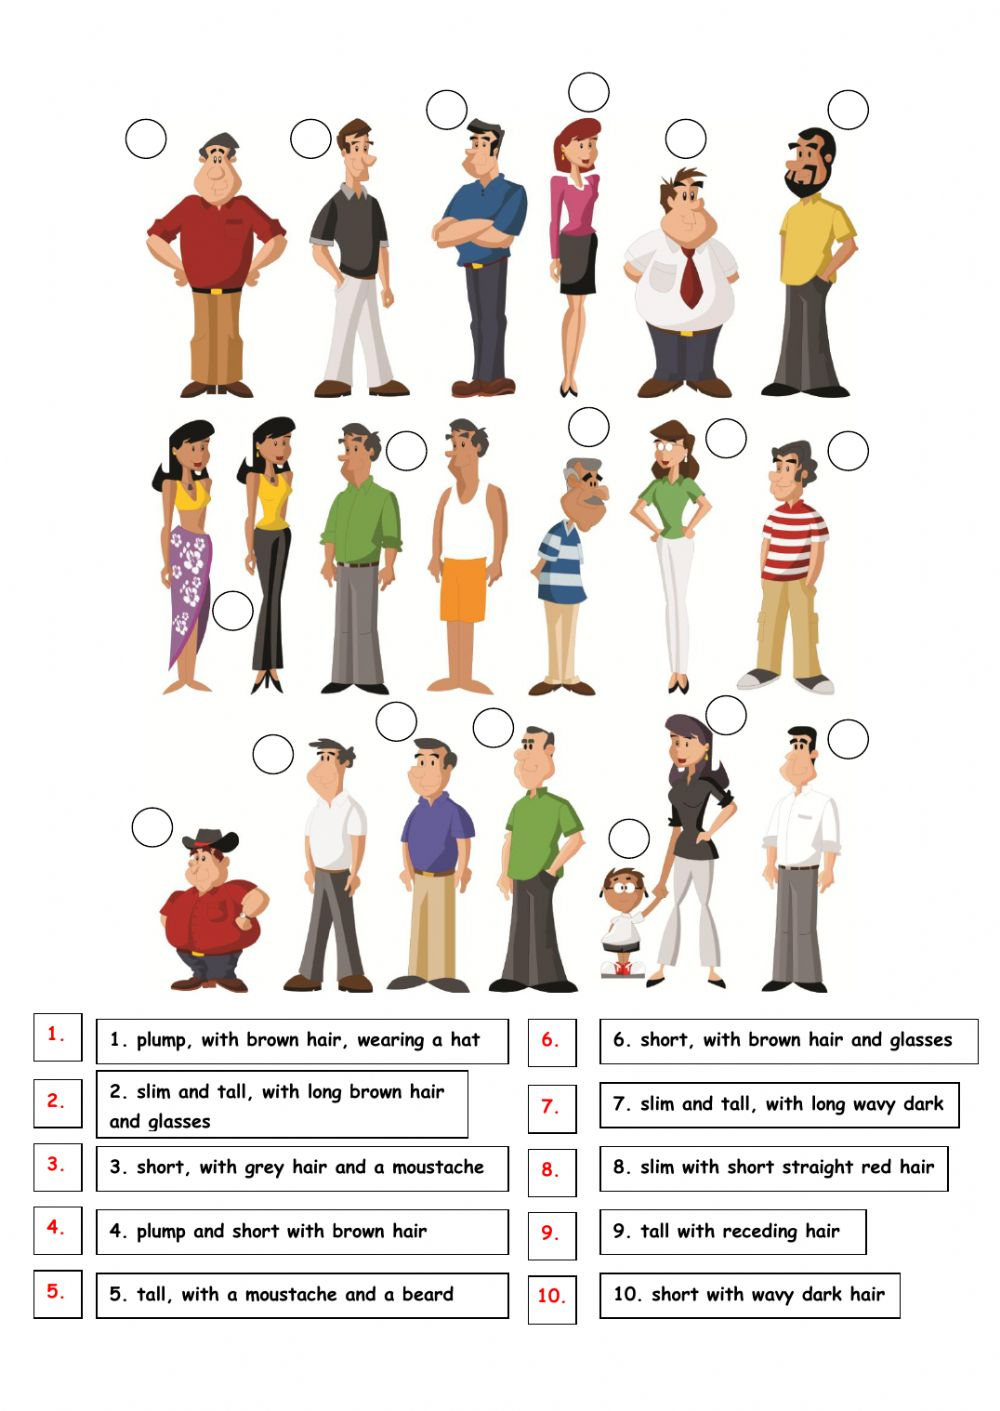 1.
1. plump, with brown hair, wearing a hat
2.
2. slim and tall, with long brown hair
and glasses
3.
3. short, with grey hair and a moustache
4.
4. plump and short with brown hair
5.
5. tall, with a moustache and a beard
6.
6. short, with brown hair and glasses
7.
7. slim and tall, with long wavy dark
8.
8. slim with short straight red hair
9.
9. tall with receding hair
10.
10. short with wavy dark hair